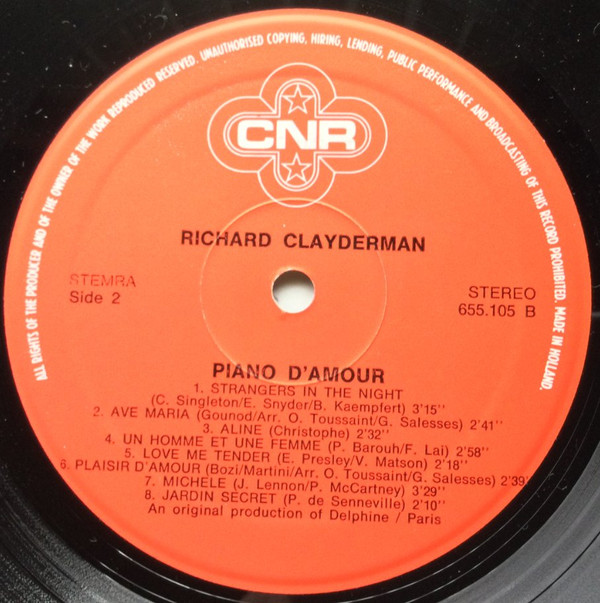 ALL RIGHTS OF THE PRODUCER AND OF THE OWNER OF THE WORK REPRODUCED RESERVED. UNAUTHORISED COPYING, HIRING, LENDING, PUBLIC PERFORMANCE AND BROADCASTING OF THIS RECORD PROHIBITED. MADE IN HOLLAND.
CNR
RICHARD CLAYDERMAN
STEMRA
Side 2
STEREO
655.105 B
PIANO D'AMOUR
1. STRANGERS IN THE NIGHT
(C. Singleton/E. Snyder/B. Kaempfert) 3'15''
2. AVE MARIA (Gounod/Arr. O. Toussaint/G. Salesses) 2'41''
3. ALINE (Christophe) 2'32''
4. UN HOMME ET UNE FEMME (P. Barouh/F. Lai) 2'58''
5. LOVE ME TENDER (E. Presley/V. Matson) 2'18''
6. PLAISIR D'AMOUR (Bozi/Martini/Arr. O. Toussaint/G. Salesses) 2'39''
7. MICHELE (J. Lennon/P. McCartney) 3'29''
8. JARDIN SECRET (P. de Senneville) 2'10''
An original production of Delphine / Paris